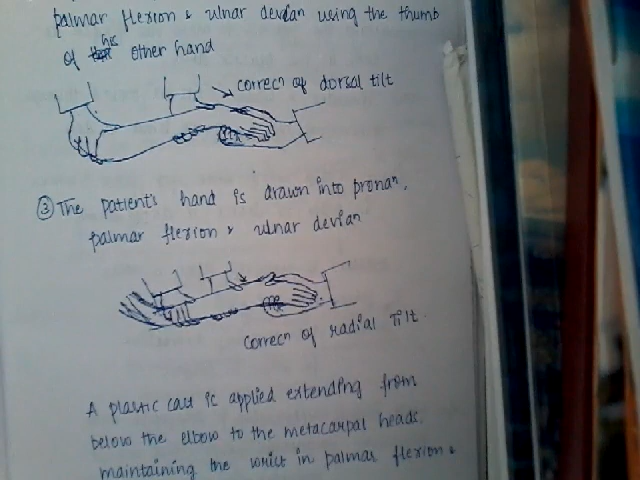 palmar flexion & ulnar devian using the thumb
of his other hand
correcn of dorsal tilt
③ The patient's hand is drawn into pronan,
palmar flexion & ulnar devian
correcn of radial Tilt
A plastic cast is applied extending from
below the elbow to the metacarpal heads.
maintaining the wrist in palmar flexion &